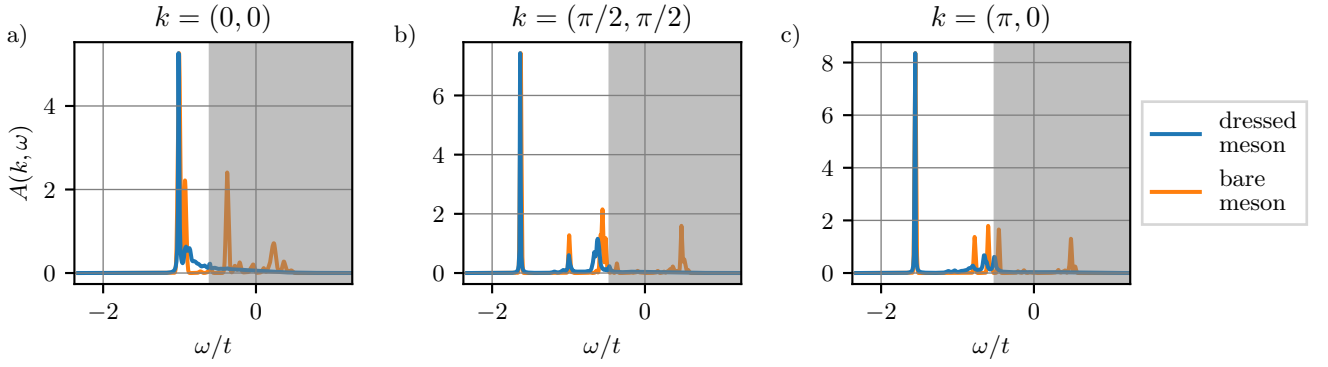 k = (0, 0)
k = (π/2, π/2)
k = (π, 0)
a)
b)
c)
A(k, ω)
4
2
0
6
4
2
0
8
6
4
2
0
−2
0
−2
0
−2
0
ω/t
ω/t
ω/t
dressed
meson
bare
meson